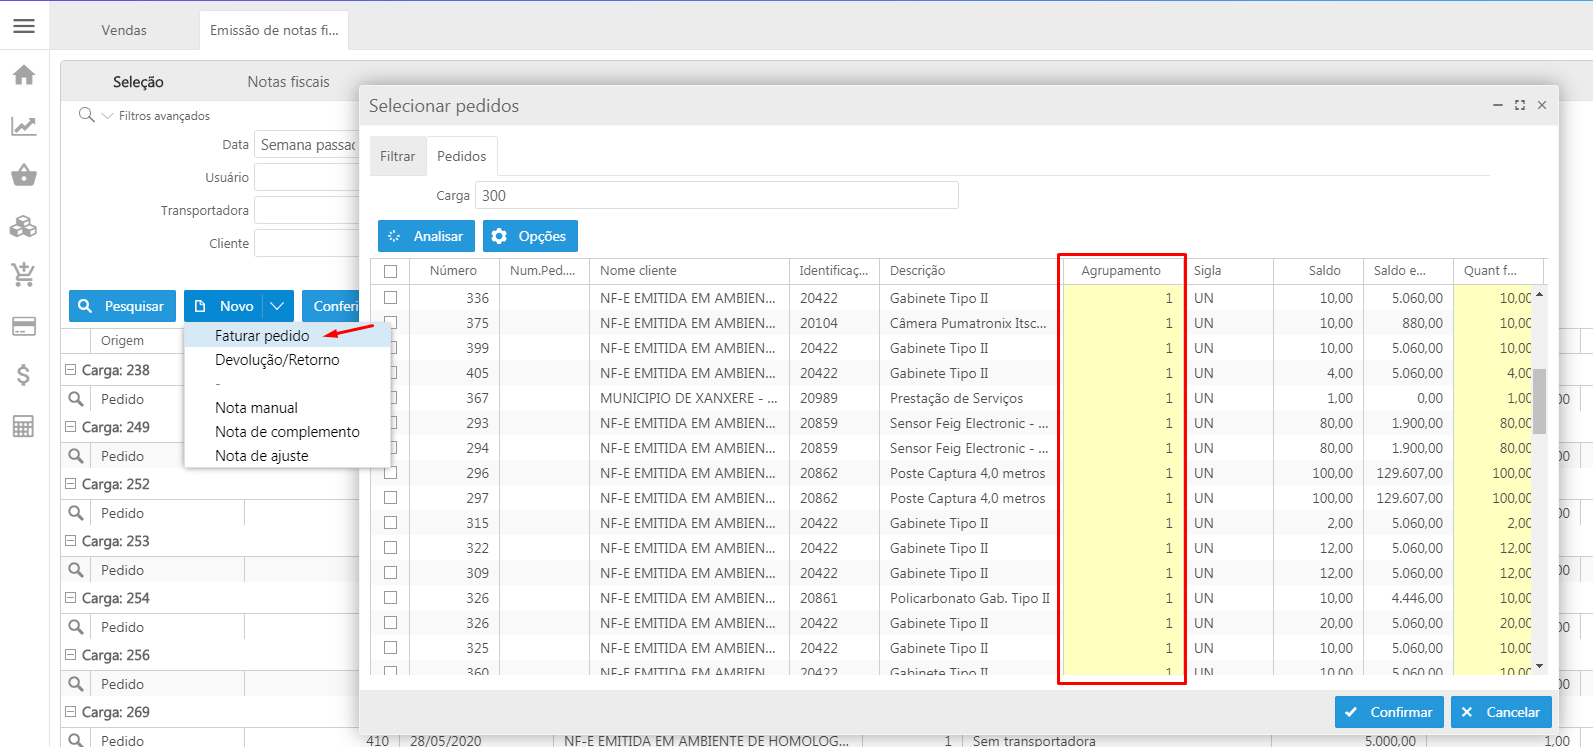 Vendas
Emissão de notas fi...
Seleção
Notas fiscais
Filtros avançados
Data Semana passac
Usuário
Transportadora
Cliente
Pesquisar
Novo
Conferi
Faturar pedido
Devolução/Retorno
-
Nota manual
Nota de complemento
Nota de ajuste
Origem
Carga: 238
Pedido
Carga: 249
Pedido
Carga: 252
Pedido
Carga: 253
Pedido
Carga: 254
Pedido
Carga: 256
Pedido
Carga: 269
Pedido 410 28/05/2020 NF-E EMITIDA EM AMBIENTE DE HOMOLOG... 1 Sem transportadora 5.000,00 1,00
Selecionar pedidos
Filtrar
Pedidos
Carga 300
Analisar
Opções
Número Num.Ped.... Nome cliente Identificaç... Descrição Agrupamento Sigla Saldo Saldo e... Quant f...
336 NF-E EMITIDA EM AMBIEN... 20422 Gabinete Tipo II 1 UN 10,00 5.060,00 10,00
375 NF-E EMITIDA EM AMBIEN... 20104 Câmera Pumatronix Itsc... 1 UN 10,00 880,00 10,00
399 NF-E EMITIDA EM AMBIEN... 20422 Gabinete Tipo II 1 UN 10,00 5.060,00 10,00
405 NF-E EMITIDA EM AMBIEN... 20422 Gabinete Tipo II 1 UN 4,00 5.060,00 4,00
367 MUNICIPIO DE XANXERE - ... 20989 Prestação de Serviços 1 UN 1,00 0,00 1,00
293 NF-E EMITIDA EM AMBIEN... 20859 Sensor Feig Electronic - ... 1 UN 80,00 1.900,00 80,00
294 NF-E EMITIDA EM AMBIEN... 20859 Sensor Feig Electronic - ... 1 UN 80,00 1.900,00 80,00
296 NF-E EMITIDA EM AMBIEN... 20862 Poste Captura 4,0 metros 1 UN 100,00 129.607,00 100,00
297 NF-E EMITIDA EM AMBIEN... 20862 Poste Captura 4,0 metros 1 UN 100,00 129.607,00 100,00
315 NF-E EMITIDA EM AMBIEN... 20422 Gabinete Tipo II 1 UN 2,00 5.060,00 2,00
322 NF-E EMITIDA EM AMBIEN... 20422 Gabinete Tipo II 1 UN 12,00 5.060,00 12,00
309 NF-E EMITIDA EM AMBIEN... 20422 Gabinete Tipo II 1 UN 12,00 5.060,00 12,00
326 NF-E EMITIDA EM AMBIEN... 20861 Policarbonato Gab. Tipo II 1 UN 10,00 4.446,00 10,00
326 NF-E EMITIDA EM AMBIEN... 20422 Gabinete Tipo II 1 UN 20,00 5.060,00 20,00
325 NF-E EMITIDA EM AMBIEN... 20422 Gabinete Tipo II 1 UN 10,00 5.060,00 10,00
360 NF-E EMITIDA EM AMBIEN... 20422 Gabinete Tipo II 1 UN 10,00 5.060,00 10,00
Confirmar
Cancelar